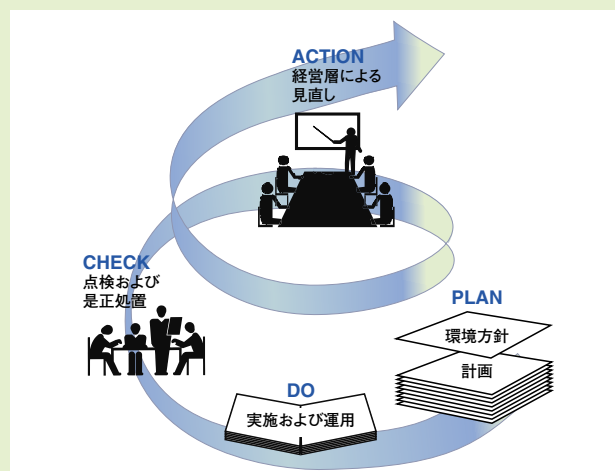 ACTION
経営層による
見直し
CHECK
点検および
是正処置
PLAN
環境方針
計画
DO
実施および運用